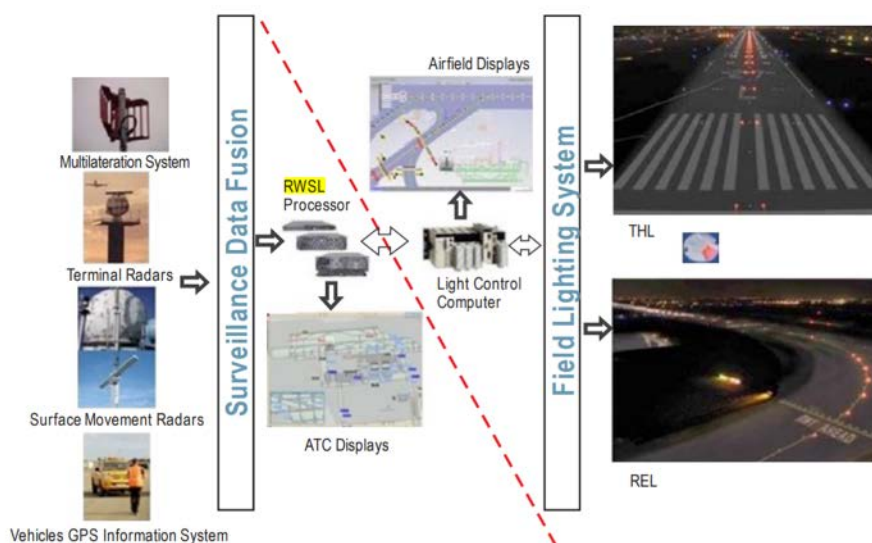 Multilateration System
Terminal Radars
Surface Movement Radars
Vehicles GPS Information System
Surveillance Data Fusion
RWSL
Processor
ATC Displays
Airfield Displays
Light Control
Computer
Field Lighting System
THL
REL